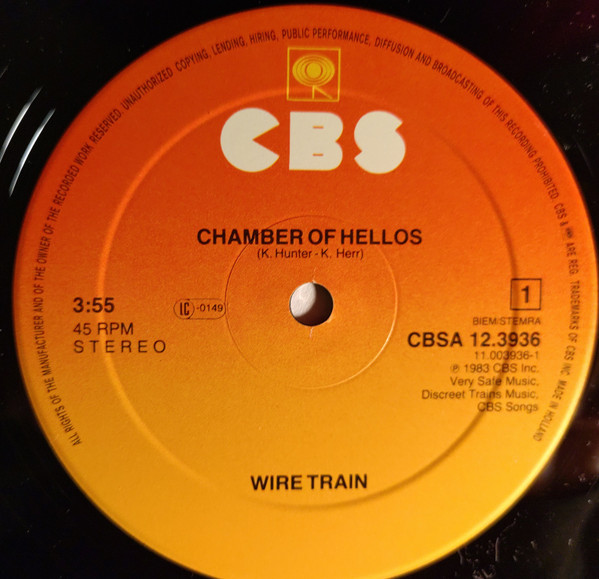 ALL RIGHTS OF THE MANUFACTURER AND OF THE OWNER OF THE RECORDED WORK RESERVED. UNAUTHORIZED COPYING, LENDING, HIRING, PUBLIC PERFORMANCE, DIFFUSION AND BROADCASTING OF THIS RECORDING PROHIBITED. CBS & ARE REG. TRADEMARKS OF CBS INC. MADE IN HOLLAND
CBS
CHAMBER OF HELLOS
(K. Hunter - K. Herr)
3:55
45 RPM
STEREO
LC-0149
1
BIEM/STEMRA
CBSA 12.3936
11.003936-1
℗ 1983 CBS Inc.
Very Safe Music,
Discreet Trains Music,
CBS Songs
WIRE TRAIN